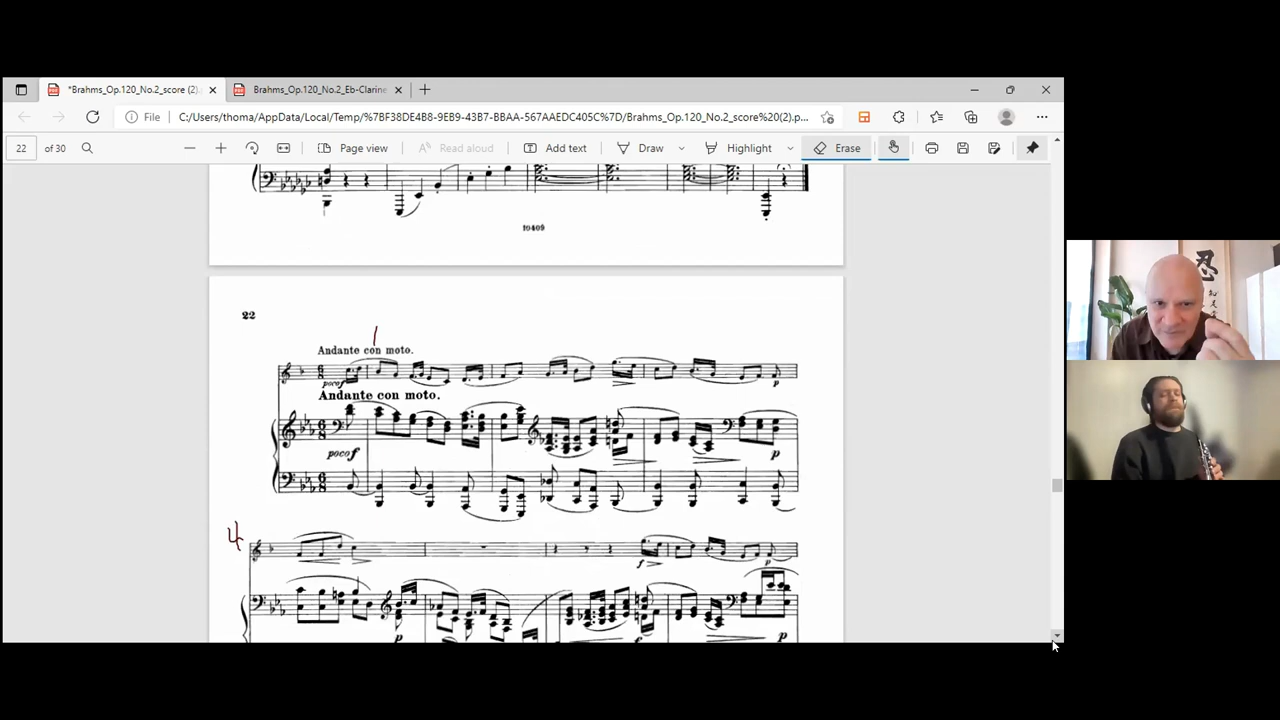 *Brahms_Op.120_No.2_score (2).p
Brahms_Op.120_No.2_Eb-Clarine
File
C:/Users/thoma/AppData/Local/Temp/%7BF38DE4B8-9EB9-43B7-BBAA-567AAEDC405C%7D/Brahms_Op.120_No.2_score%20(2).p...
22 of 30
Page view
Read aloud
Add text
Draw
Highlight
Erase
10409
22
1
Andante con moto.
poco f
p
Andante con moto.
poco f
p
4
f
p
p
f
p
忍